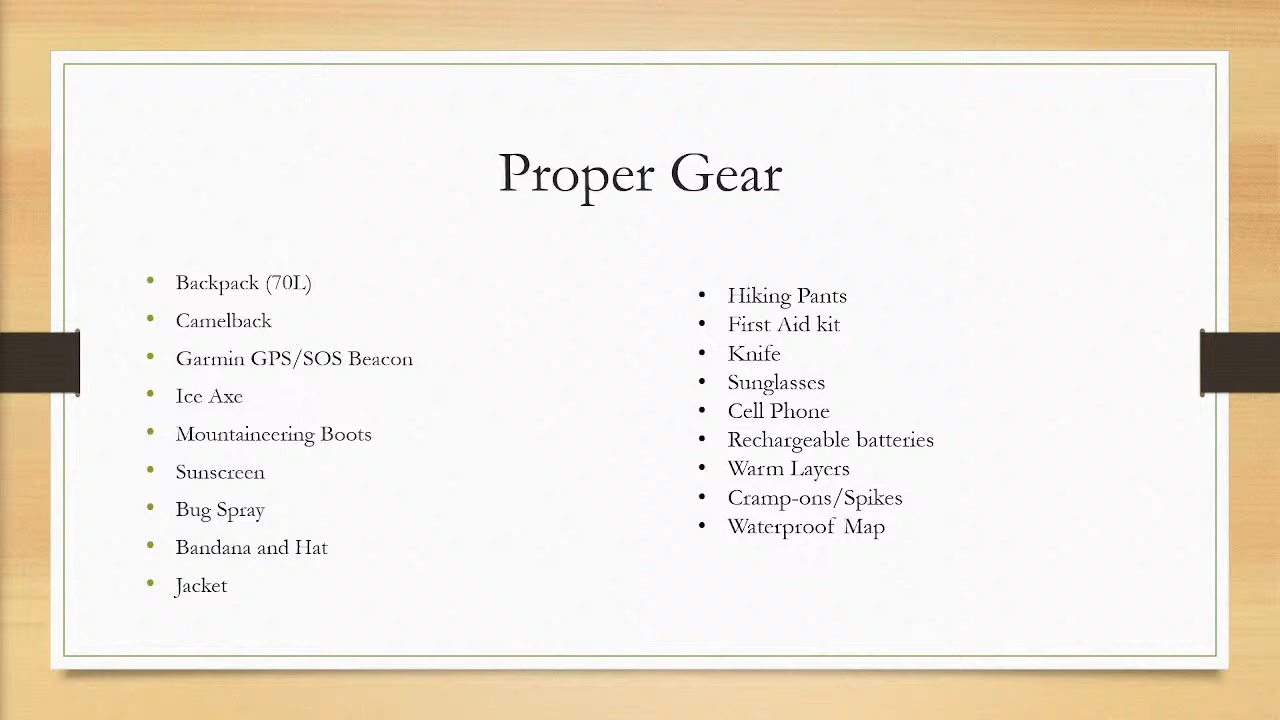 Proper Gear
• Backpack (70L)
• Camelback
• Garmin GPS/SOS Beacon
• Ice Axe
• Mountaineering Boots
• Sunscreen
• Bug Spray
• Bandana and Hat
• Jacket
• Hiking Pants
• First Aid kit
• Knife
• Sunglasses
• Cell Phone
• Rechargeable batteries
• Warm Layers
• Cramp-ons/Spikes
• Waterproof Map